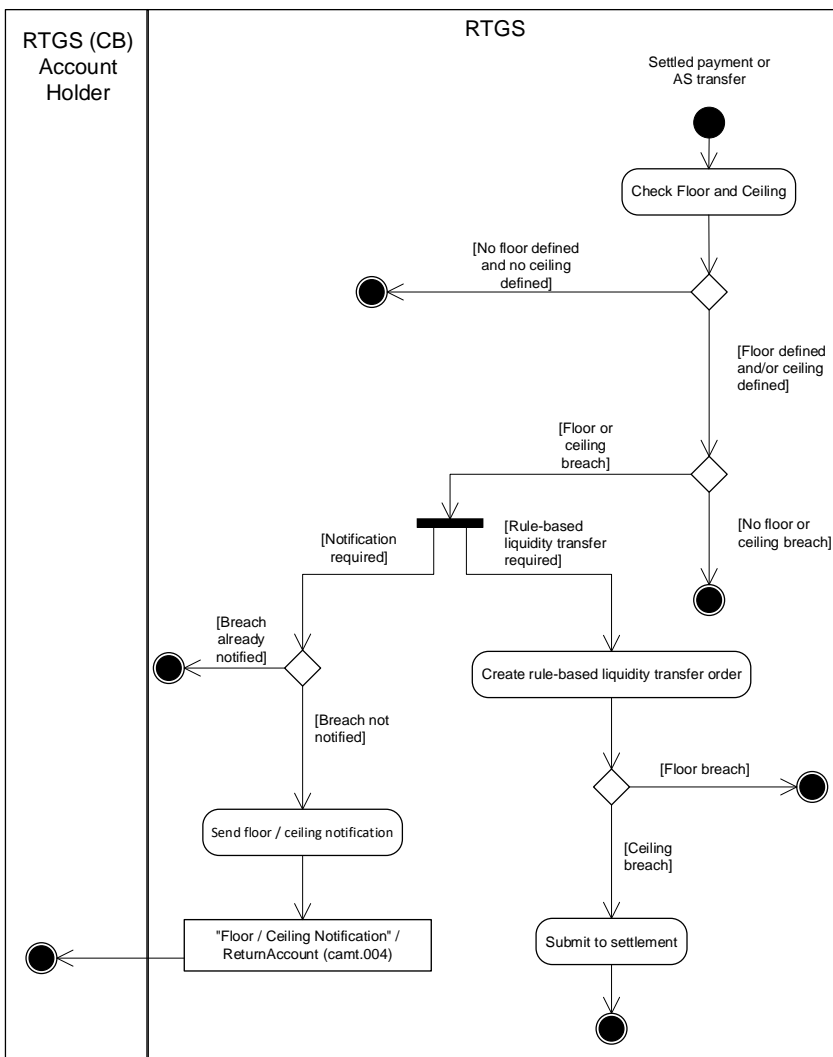 RTGS (CB)
Account
Holder
RTGS
Settled payment or
AS transfer
Check Floor and Ceiling
[No floor defined
and no ceiling
defined]
[Floor defined
and/or ceiling
defined]
[Floor or
ceiling
breach]
[No floor or
ceiling breach]
[Notification
required]
[Rule-based
liquidity transfer
required]
[Breach
already
notified]
Create rule-based liquidity transfer order
[Breach not
notified]
[Floor breach]
Send floor / ceiling notification
[Ceiling
breach]
"Floor / Ceiling Notification" /
ReturnAccount (camt.004)
Submit to settlement